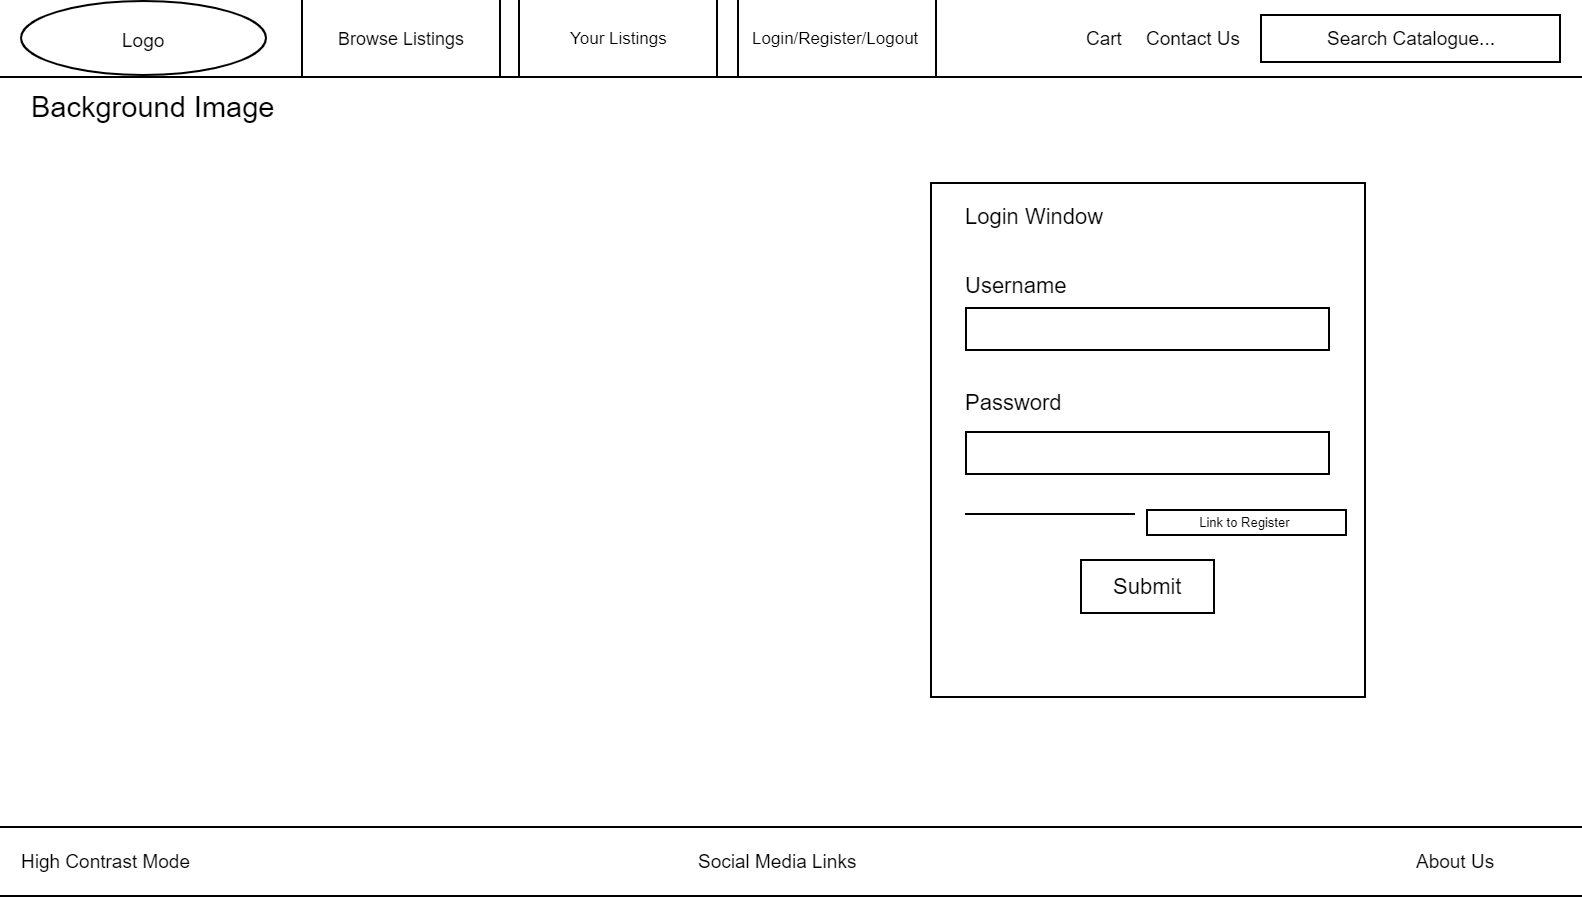 Logo
Browse Listings
Your Listings
Login/Register/Logout
Cart
Contact Us
Search Catalogue...
Background Image
Login Window
Username
Password
Link to Register
Submit
High Contrast Mode
Social Media Links
About Us